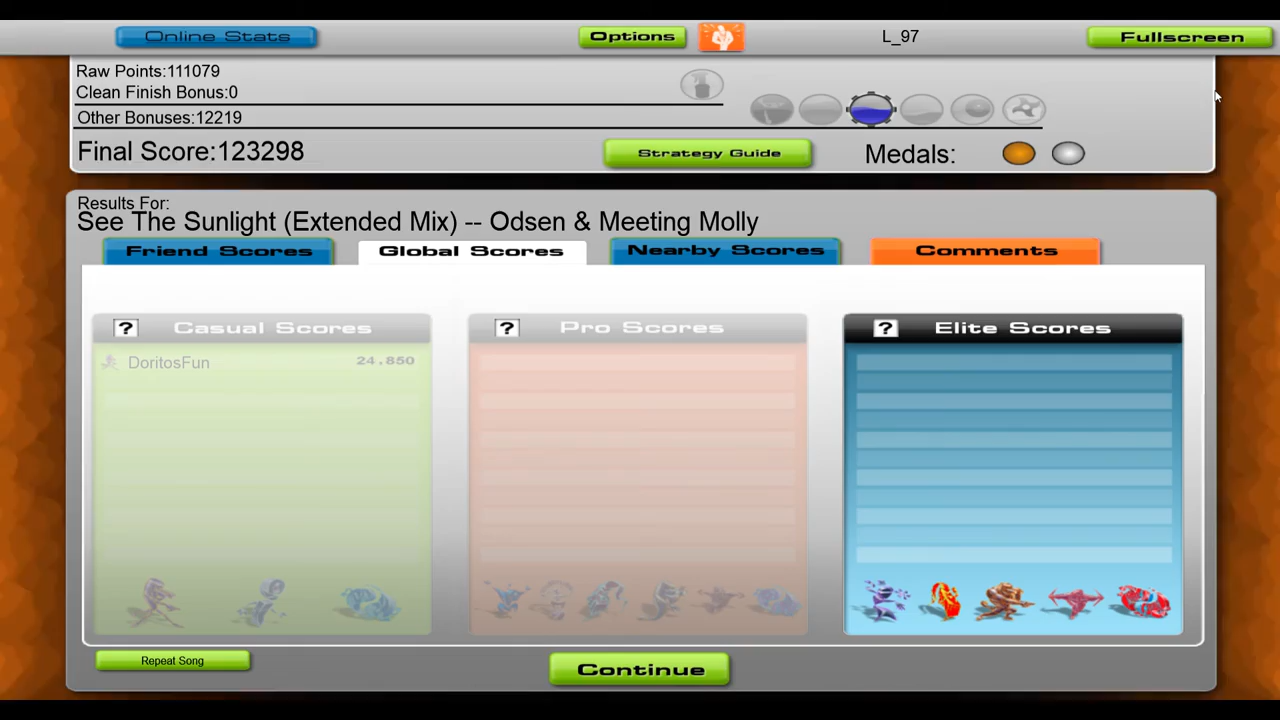 Online Stats
Options
L_97
Fullscreen
Raw Points:111079
Clean Finish Bonus:0
Other Bonuses:12219
Final Score:123298
Strategy Guide
Medals:
Results For:
See The Sunlight (Extended Mix) -- Odsen & Meeting Molly
Friend Scores
Global Scores
Nearby Scores
Comments
? Casual Scores
? Pro Scores
? Elite Scores
DoritosFun 24.850
Repeat Song
Continue